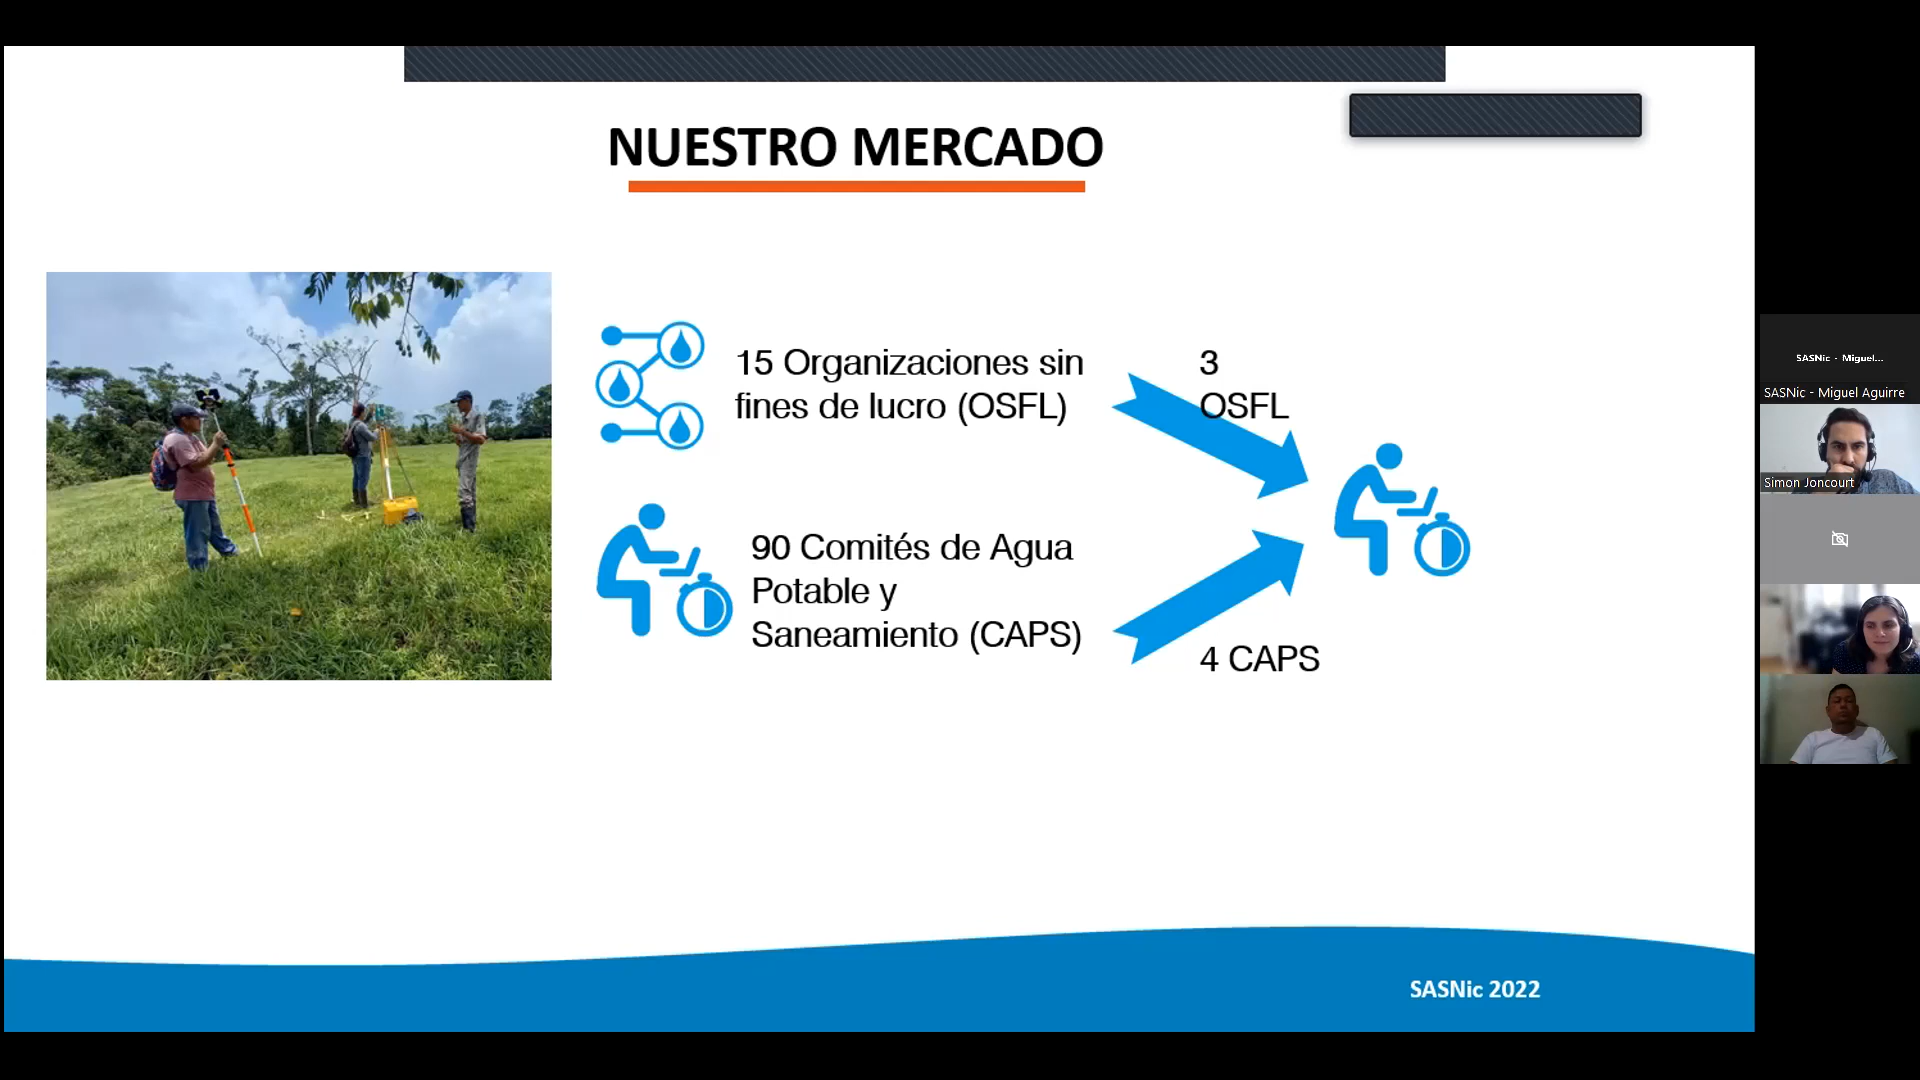 NUESTRO MERCADO
15 Organizaciones sin
fines de lucro (OSFL)
3
OSFL
90 Comités de Agua
Potable y
Saneamiento (CAPS)
4 CAPS
SASNic 2022
SASNic - Miguel...
SASNic - Miguel Aguirre
Simon Joncourt